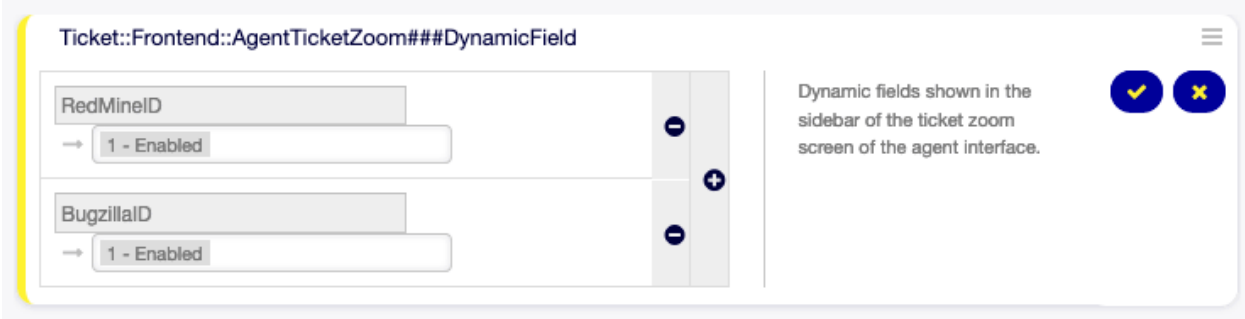 Ticket::Frontend::AgentTicketZoom###DynamicField
RedMineID
1 - Enabled
BugzillaID
1 - Enabled
Dynamic fields shown in the
sidebar of the ticket zoom
screen of the agent interface.